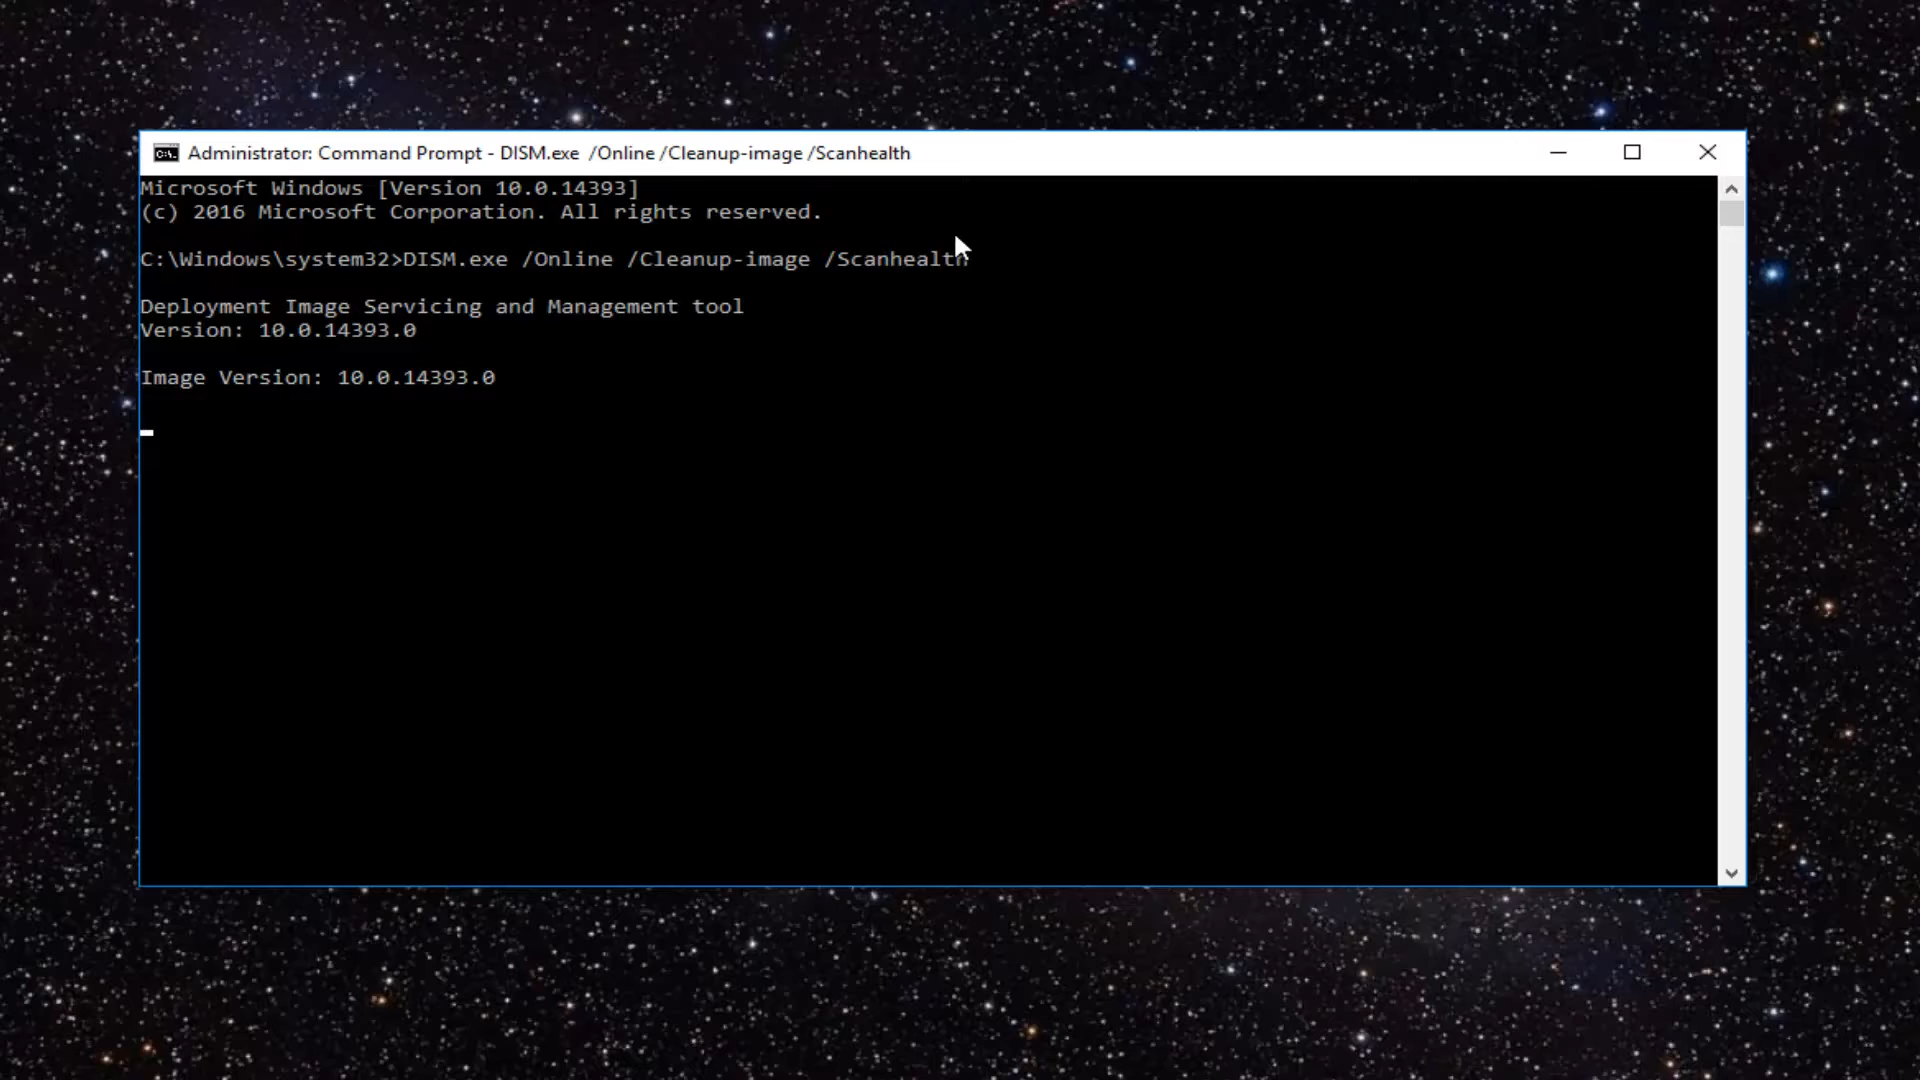 Administrator: Command Prompt - DISM.exe  /Online /Cleanup-image /Scanhealth
Microsoft Windows [Version 10.0.14393]
(c) 2016 Microsoft Corporation. All rights reserved.
C:\Windows\system32>DISM.exe /Online /Cleanup-image /Scanhealth
Deployment Image Servicing and Management tool
Version: 10.0.14393.0
Image Version: 10.0.14393.0